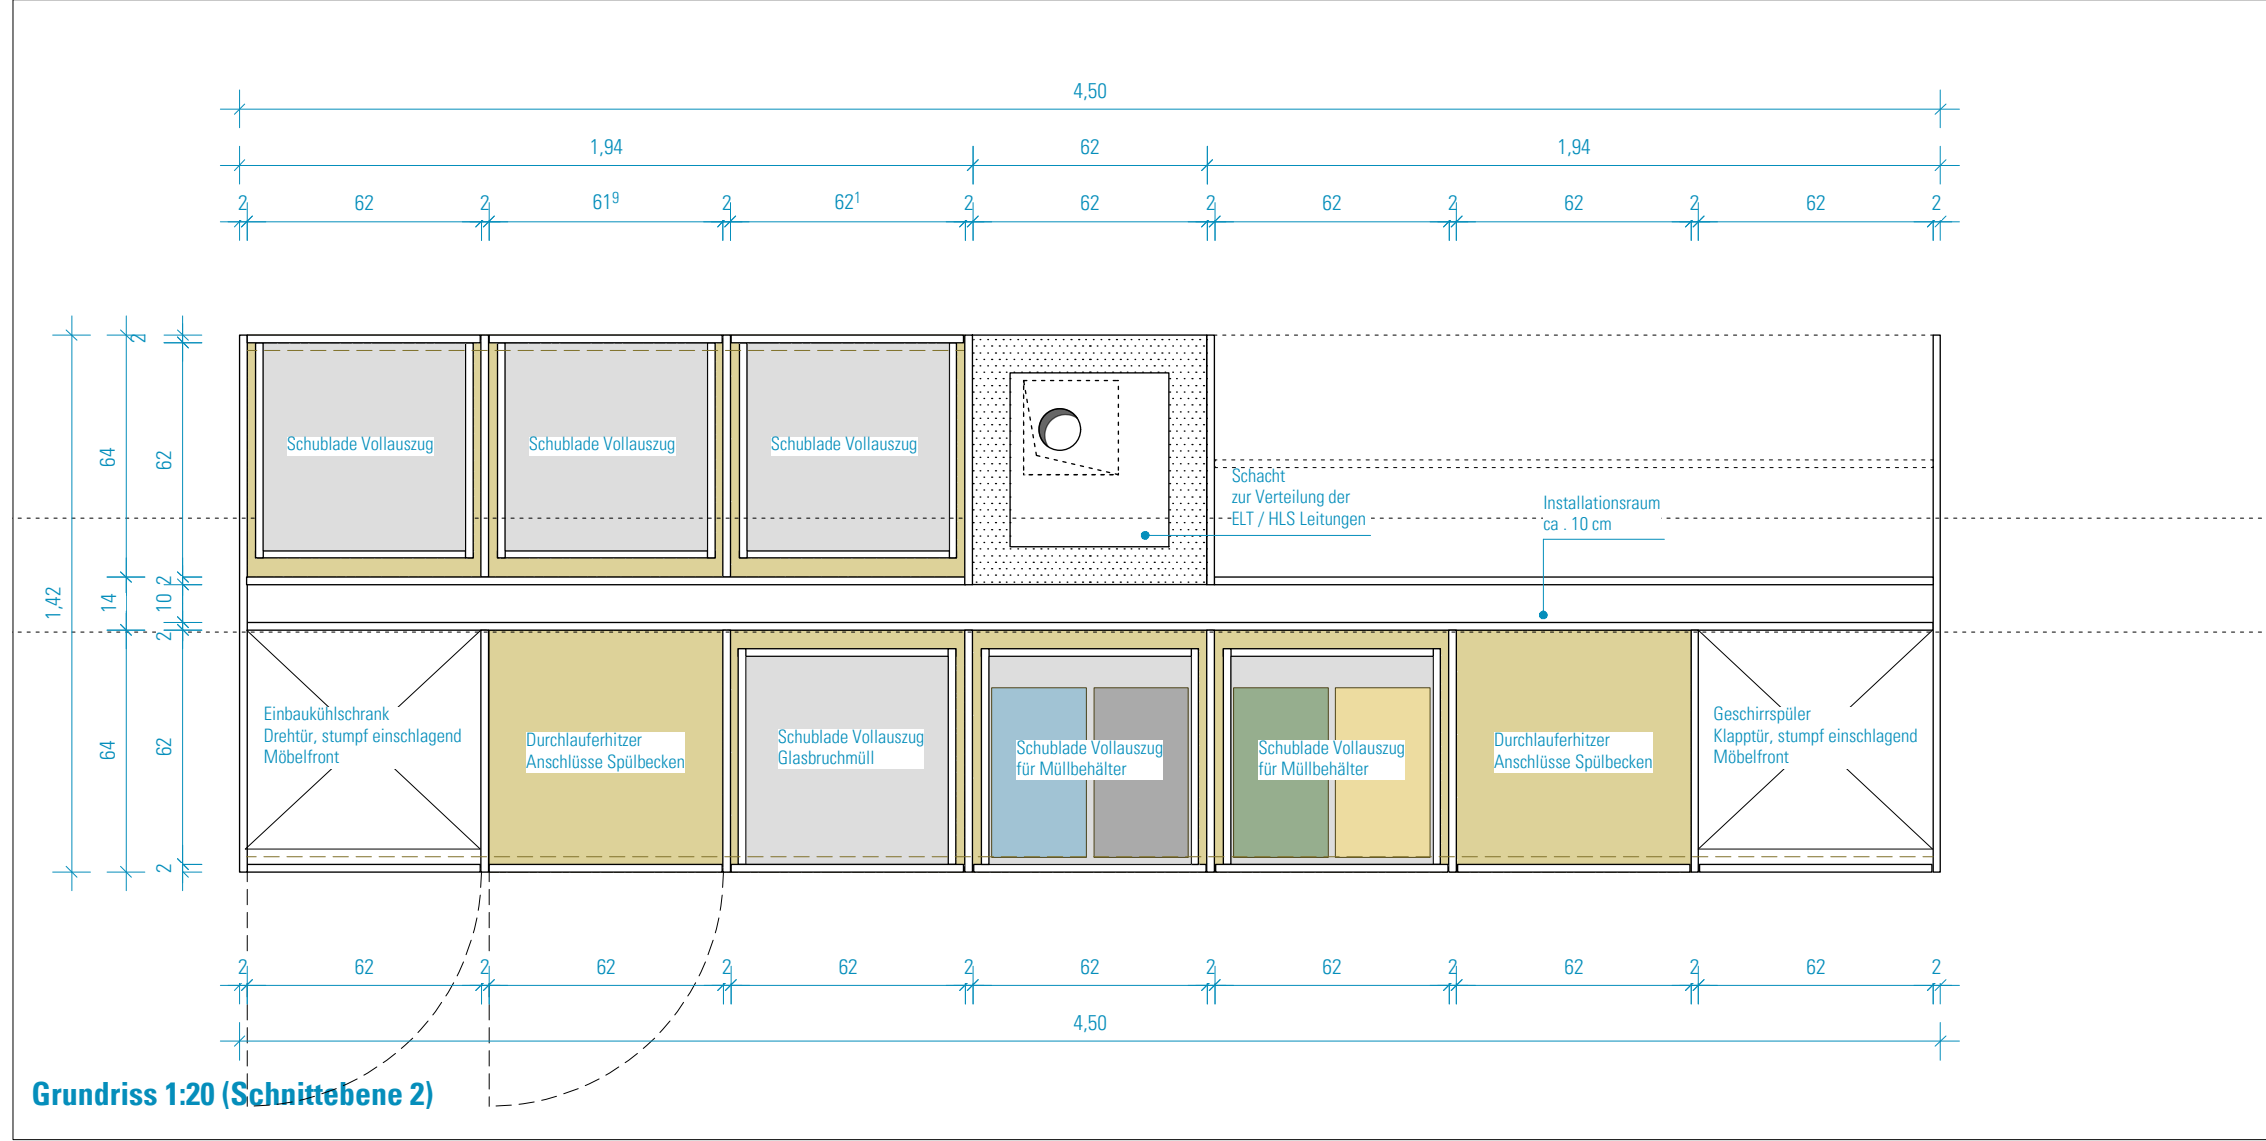 4,50
1,94 62 1,94
2 62 2 61⁹ 2 62¹ 2 62 2 62 2 62 2 62 2
2
64
62
1,42
14
2
10
2
64
62
2
Schublade Vollauszug
Schublade Vollauszug
Schublade Vollauszug
Schacht
zur Verteilung der
ELT / HLS Leitungen
Installationsraum
ca . 10 cm
Einbaukühlschrank
Drehtür, stumpf einschlagend
Möbelfront
Durchlauferhitzer
Anschlüsse Spülbecken
Schublade Vollauszug
Glasbruchmüll
Schublade Vollauszug
für Müllbehälter
Schublade Vollauszug
für Müllbehälter
Durchlauferhitzer
Anschlüsse Spülbecken
Geschirrspüler
Klapptür, stumpf einschlagend
Möbelfront
2 62 2 62 2 62 2 62 2 62 2 62 2 62 2
4,50
Grundriss 1:20 (Schnittebene 2)